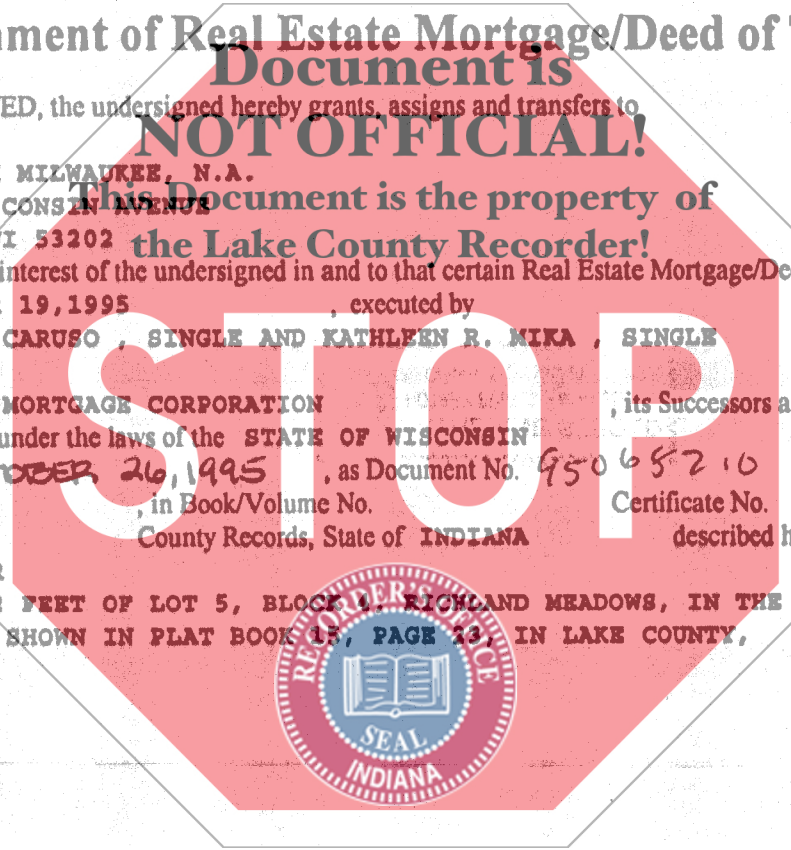 nment of Real Estate Mortgage/Deed of
Document is
ED, the undersigned hereby grants, assigns and transfers to
NOT OFFICIAL!
MILWAUKEE, N.A.
This Document is the property of
CONSIN AVENUE
I 53202
the Lake County Recorder!
interest of the undersigned in and to that certain Real Estate Mortgage/De
19,1995 , executed by
CARUSO , SINGLE AND KATHLEEN R. MIKA , SINGLE
STOP
MORTGAGE CORPORATION , its Successors a
under the laws of the STATE OF WISCONSIN
OBER 26,1995 , as Document No. 95065210
, in Book/Volume No. Certificate No.
County Records, State of INDIANA described h
R
FEET OF LOT 5, BLOCK 4, RICHLAND MEADOWS, IN THE
SHOWN IN PLAT BOOK PAGE 23, IN LAKE COUNTY,
RECORDER'S OFFICE
SEAL
INDIANA